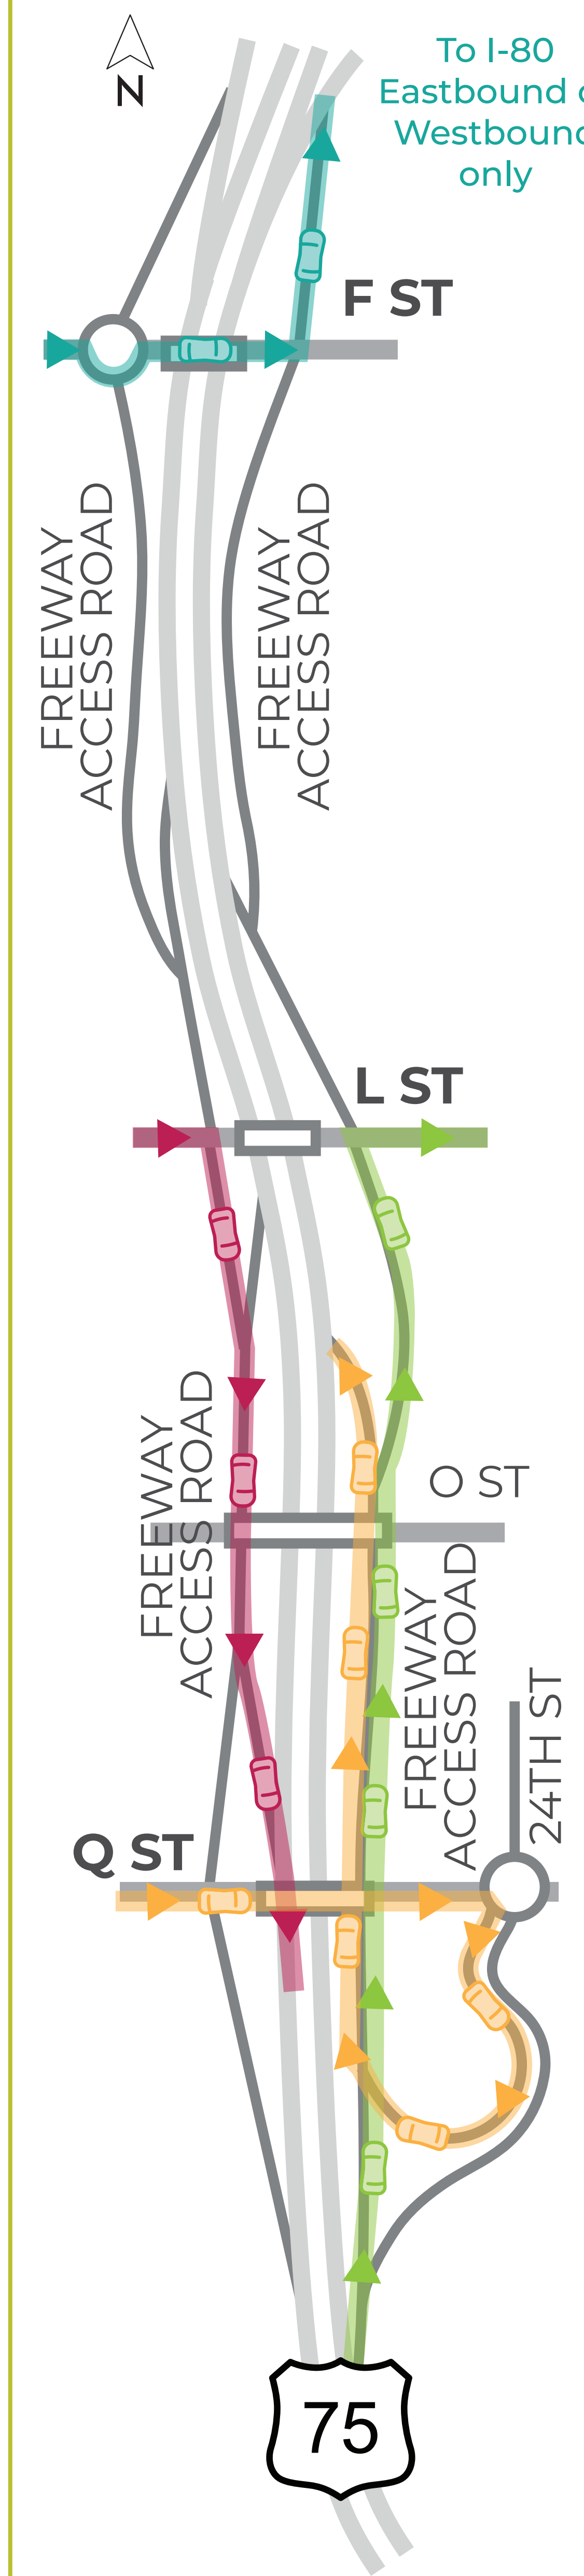 To I-80
Eastbound o
Westbound
only
N
F ST
FREEWAY
ACCESS ROAD
FREEWAY
ACCESS ROAD
L ST
FREEWAY
ACCESS ROAD
O ST
FREEWAY
ACCESS ROAD
24TH ST
Q ST
75